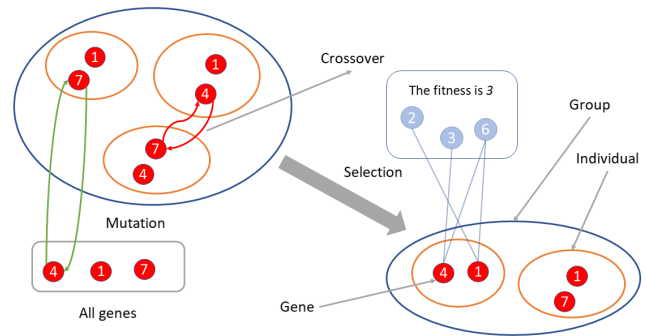 Crossover
The fitness is 3
Group
Individual
Selection
Mutation
All genes
Gene
1
7
1
4
7
4
4
1
7
2
3
6
4
1
1
7